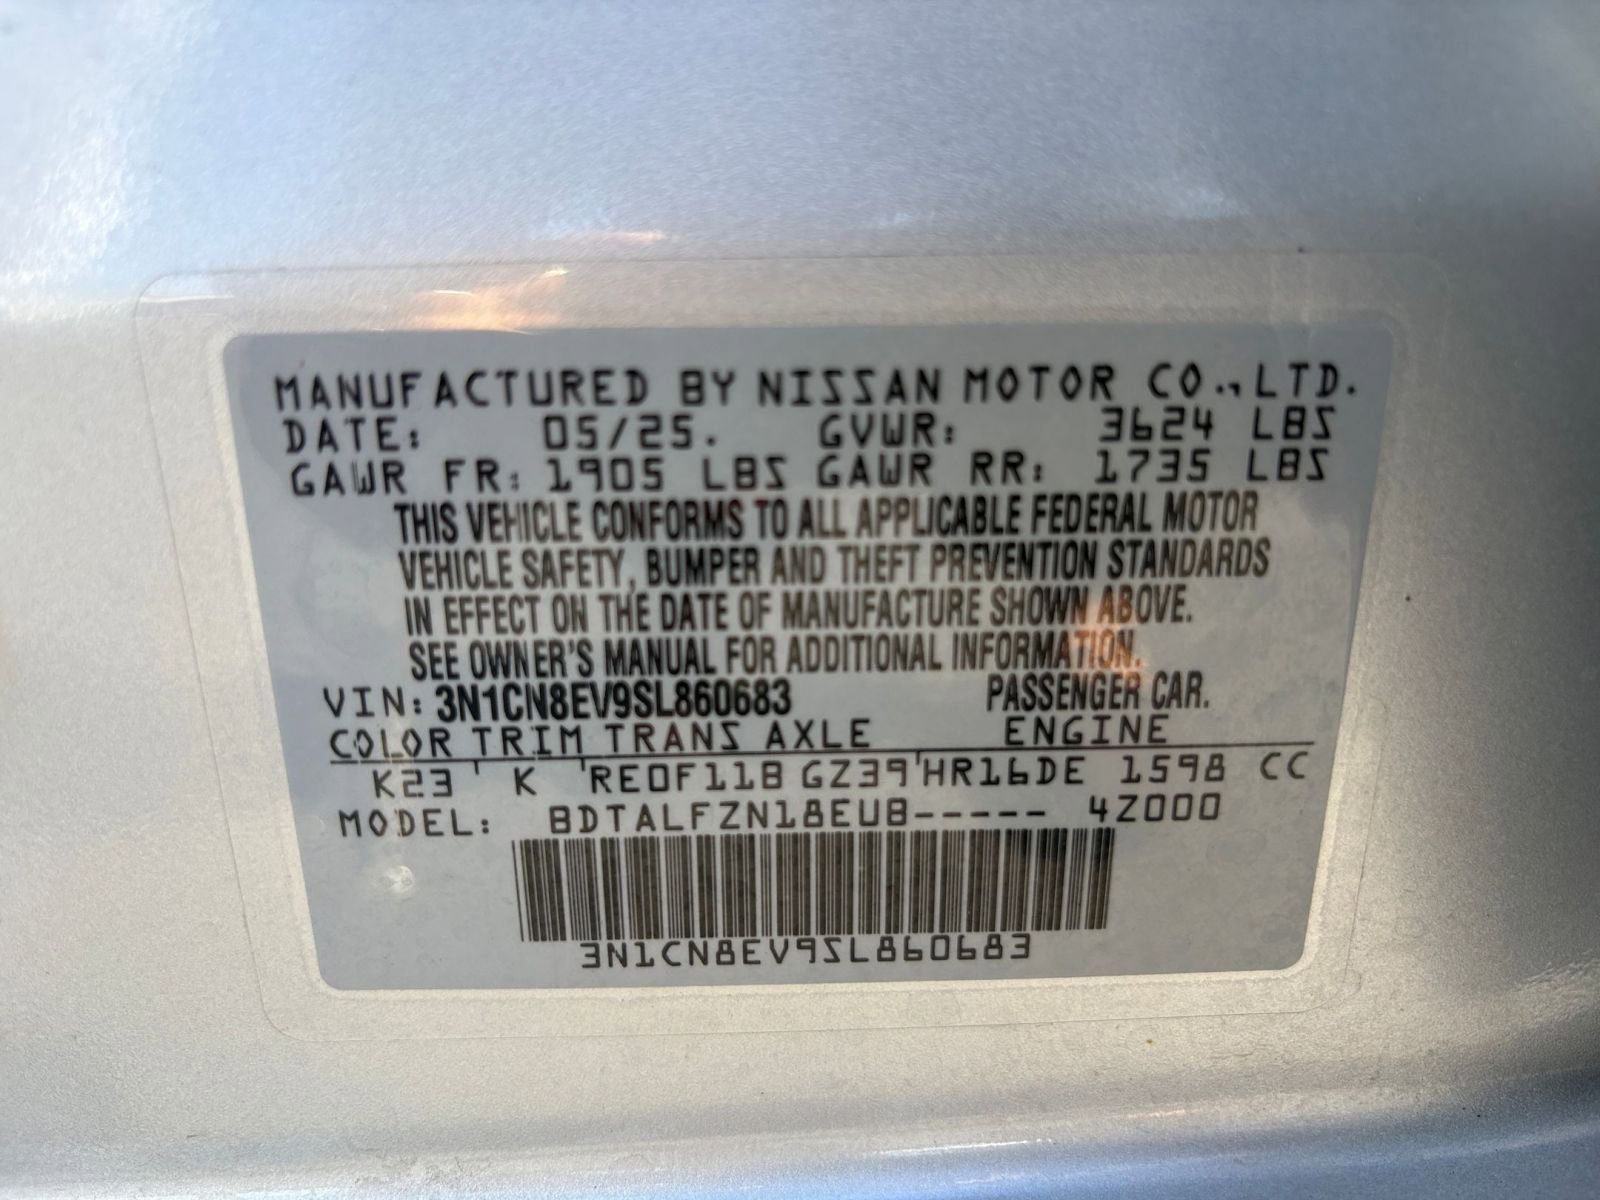 MANUFACTURED BY NISSAN MOTOR CO., LTD.
DATE: 05/25. GVWR: 3624 LBS
GAWR FR: 1905 LBS GAWR RR: 1735 LBS
THIS VEHICLE CONFORMS TO ALL APPLICABLE FEDERAL MOTOR
VEHICLE SAFETY, BUMPER AND THEFT PREVENTION STANDARDS
IN EFFECT ON THE DATE OF MANUFACTURE SHOWN ABOVE.
SEE OWNER'S MANUAL FOR ADDITIONAL INFORMATION.
VIN: 3N1CN8EV9SL860683 PASSENGER CAR.
COLOR TRIM TRANS AXLE ENGINE
K23 K RE0F11B GZ39 HR16DE 1598 CC
MODEL: BDTALFZN18EUB----- 4Z000
3N1CN8EV9SL860683